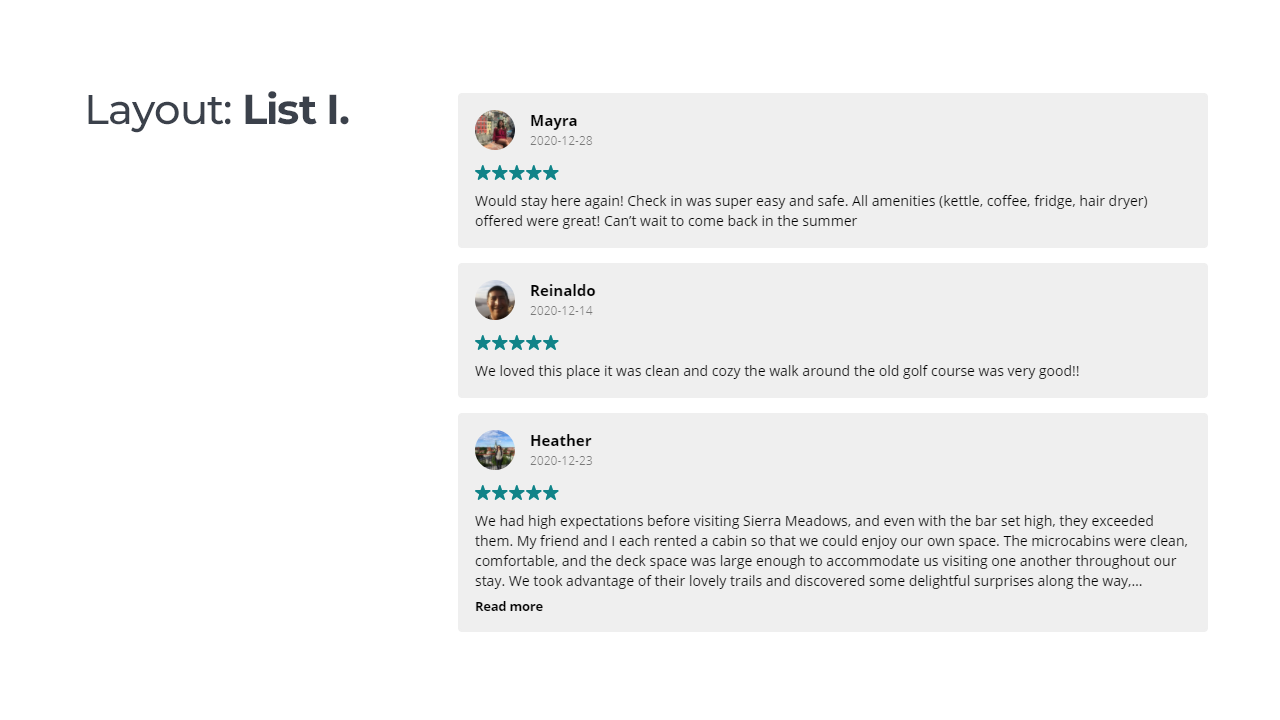 Layout: List I.
Mayra
2020-12-28
Would stay here again! Check in was super easy and safe. All amenities (kettle, coffee, fridge, hair dryer)
offered were great! Can’t wait to come back in the summer
Reinaldo
2020-12-14
We loved this place it was clean and cozy the walk around the old golf course was very good!!
Heather
2020-12-23
We had high expectations before visiting Sierra Meadows, and even with the bar set high, they exceeded
them. My friend and I each rented a cabin so that we could enjoy our own space. The microcabins were clean,
comfortable, and the deck space was large enough to accommodate us visiting one another throughout our
stay. We took advantage of their lovely trails and discovered some delightful surprises along the way,...
Read more